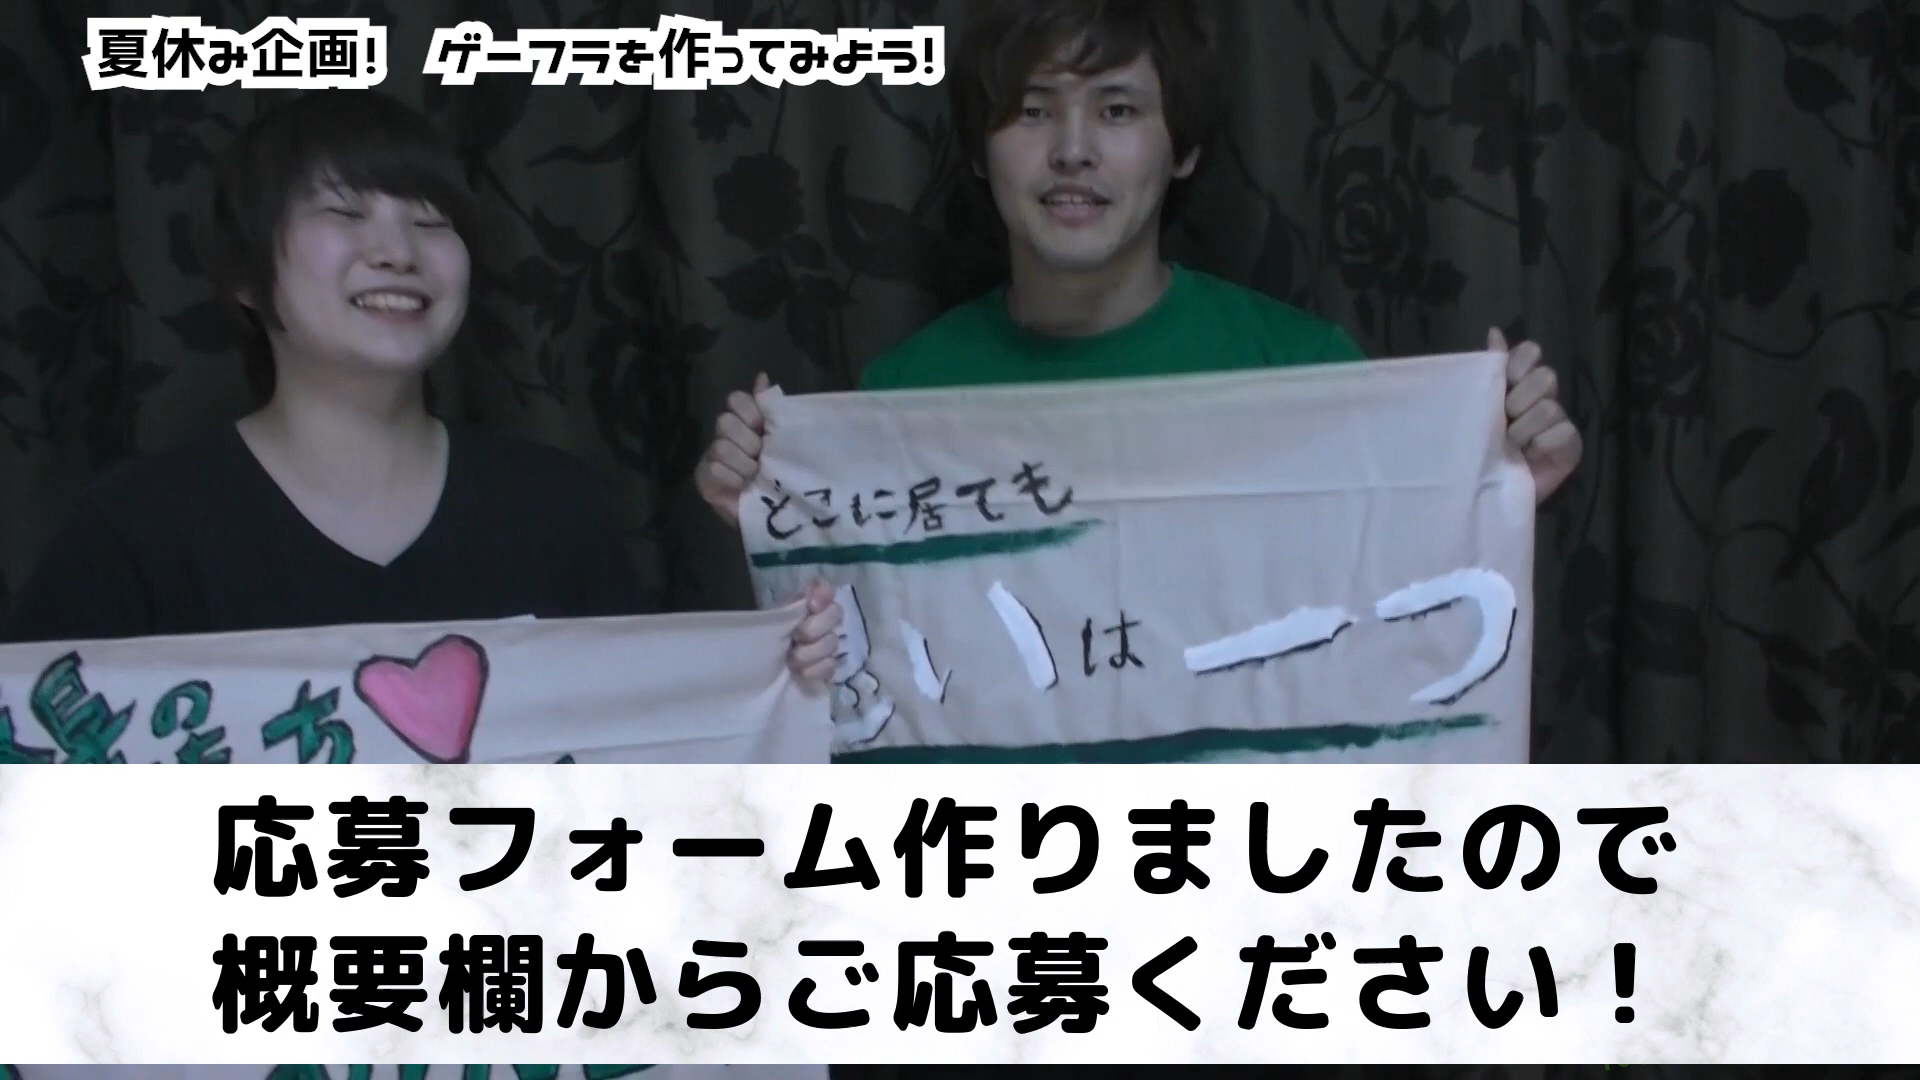 夏休み企画! ゲーフラを作ってみよう!
どこに居ても
いは一つ
応募フォーム作りましたので
概要欄からご応募ください！